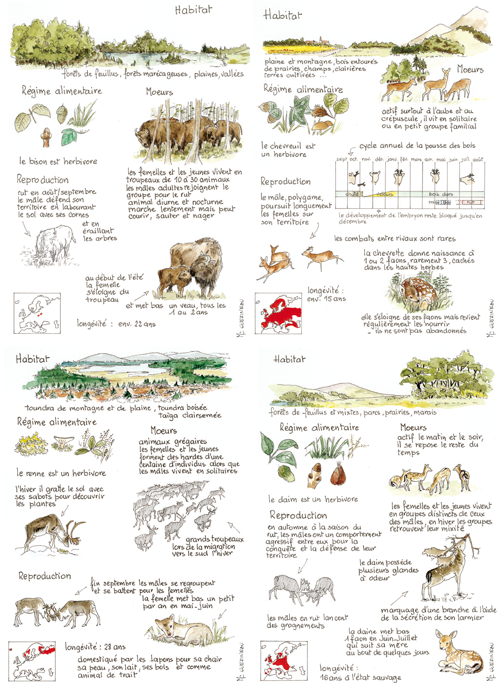 Habitat
forêts de feuillus, forêts marécageuses, plaines, vallées
Régime alimentaire
Moeurs
le bison est herbivore
les femelles et les jeunes vivent en
troupeaux de 10 à 30 animaux
les mâles adultes rejoignent le
groupe pour le rut
animal diurne et nocturne
marche lentement mais peut
courir, sauter et nager
Reproduction
rut en août/septembre
le mâle défend son
territoire en labourant
le sol avec ses cornes
et en
éraillant
les arbres
au début de l'été
la femelle
s'éloigne du
troupeau
et met bas un veau, tous les
1 ou 2 ans
longévité : env. 22 ans
Habitat
plaine et montagne, bois entourés
de prairies, champs, clairières
terres cultivées ...
Régime alimentaire
Moeurs
actif surtout à l'aube et au
crépuscule, il vit en solitaire
ou en petit groupe familial
le chevreuil est
un herbivore
cycle annuel de la pousse des bois
sept oct nov déc janv fév mars avr mai juin juil août
Reproduction
le mâle, polygame,
poursuit longuement
les femelles sur
son territoire
le développement de l'embryon reste bloqué jusqu'en
décembre
les combats entre rivaux sont rares
la chevrette donne naissance à
1 ou 2 faons, rarement 3, cachés
dans les hautes herbes
longévité :
env. 15 ans
elle s'éloigne de ses faons mais revient
régulièrement les nourrir
ils ne sont pas abandonnés
Habitat
toundra de montagne et de plaine, toundra boisée
Taïga clairsemée
Régime alimentaire
Moeurs
animaux grégaires
les femelles et les jeunes
forment des hardes d'une
centaine d'individus alors que
les mâles vivent en solitaires
le renne est un herbivore
l'hiver il gratte le sol avec
ses sabots pour découvrir
les plantes
grands troupeaux
lors de la migration
vers le sud l'hiver
Reproduction
fin septembre les mâles se regroupent
et se battent pour les femelles
la femelle met bas un petit
par an en mai-juin
longévité : 28 ans
domestiqué par les lapons pour sa chair
sa peau, son lait, ses bois et comme
animal de trait
Habitat
forêts de feuillus et mixtes, parcs, prairies, marais
Régime alimentaire
Moeurs
actif le matin et le soir,
il se repose le reste du
temps
le daim est un herbivore
les femelles et les jeunes vivent
en groupes distincts de ceux
des mâles, en hiver les groupes
retrouvent leur mixité
Reproduction
en automne à la saison du
rut, les mâles ont un comportement
agressif entre eux pour la
conquête et la défense de leur
territoire
le daim possède
plusieurs glandes
à odeur
les mâles en rut lancent
des grognements
marquage d'une branche à l'aide
de la sécrétion de son larmier
la daine met bas
1 faon en Juin-Juillet
qui suit sa mère
au bout de quelques jours
longévité :
16 ans à l'état sauvage